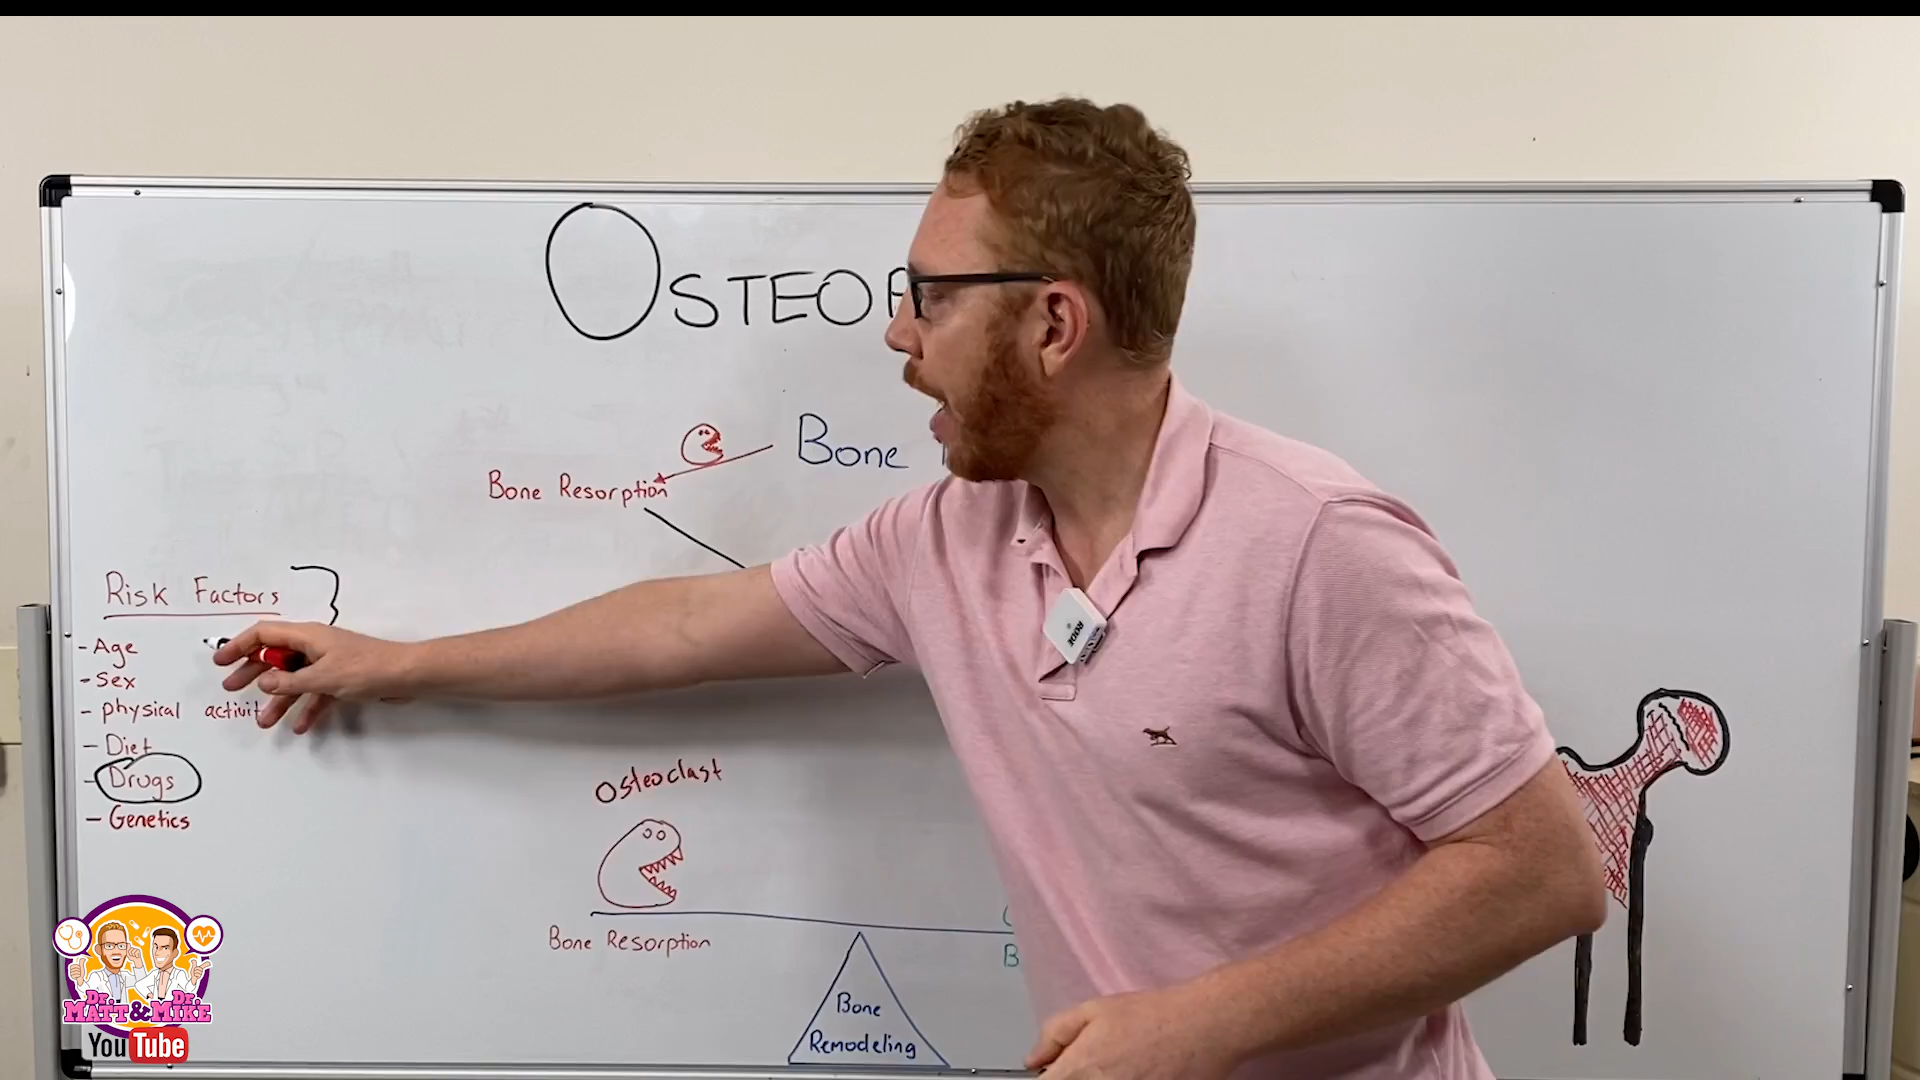 OSTEOP
Bone
Bone Resorption
Risk Factors
- Age
- Sex
- physical activit
- Diet
- Drugs
- Genetics
Osteoclast
Bone Resorption
B
Bone
Remodeling
RODE
Dr. Dr.
MATT & MIKE
YouTube